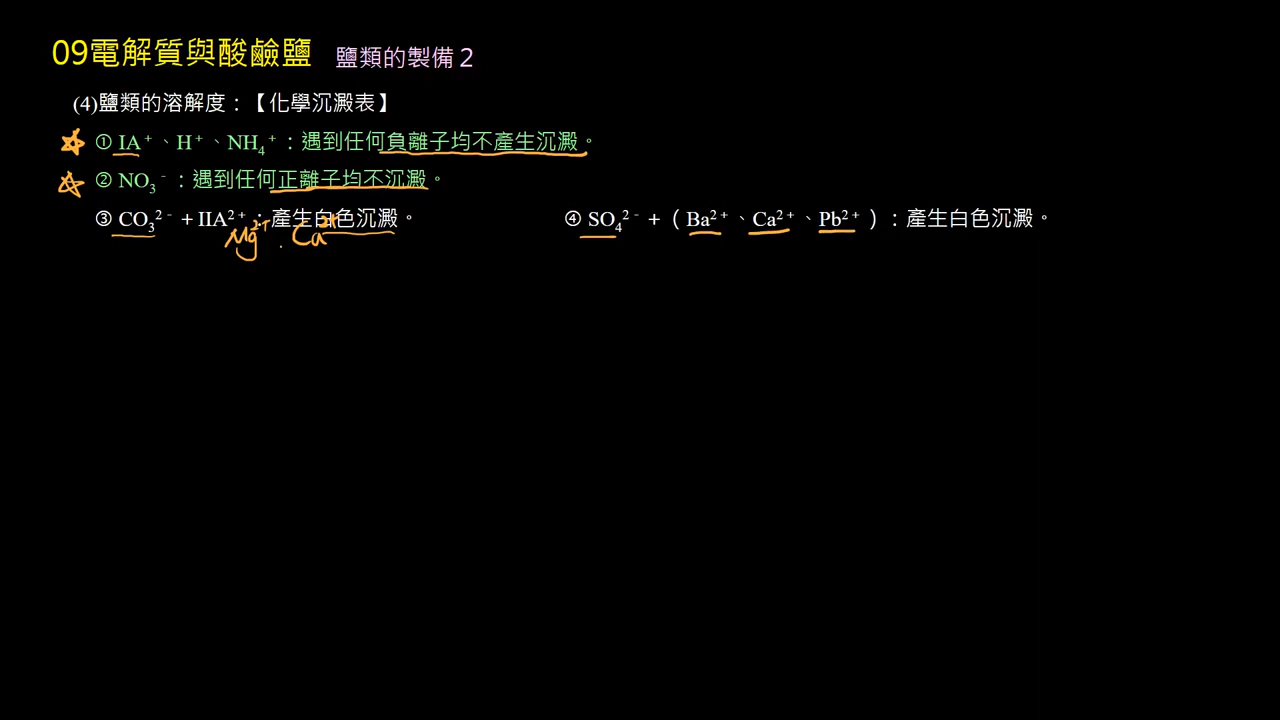 09電解質與酸鹼鹽 鹽類的製備2
(4)鹽類的溶解度：【化學沉澱表】
① IA⁺、H⁺、NH₄⁺：遇到任何負離子均不產生沉澱。
② NO₃⁻：遇到任何正離子均不沉澱。
③ CO₃²⁻＋IIA²⁺：產生白色沉澱。 ④ SO₄²⁻＋（Ba²⁺、Ca²⁺、Pb²⁺）：產生白色沉澱。
Mg²⁺．Ca²⁺